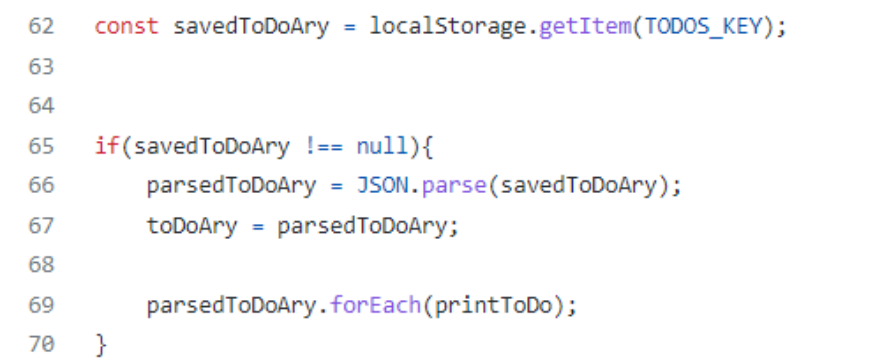 62 const savedToDoAry = localStorage.getItem(TODOS_KEY);
63
64
65 if(savedToDoAry !== null){
66 parsedToDoAry = JSON.parse(savedToDoAry);
67 toDoAry = parsedToDoAry;
68
69 parsedToDoAry.forEach(printToDo);
70 }